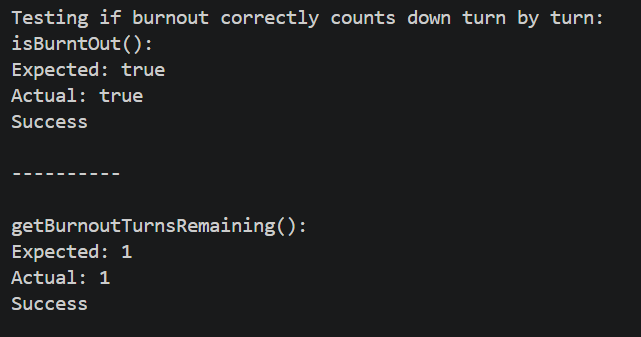 Testing if burnout correctly counts down turn by turn:
isBurntOut():
Expected: true
Actual: true
Success
----------
getBurnoutTurnsRemaining():
Expected: 1
Actual: 1
Success